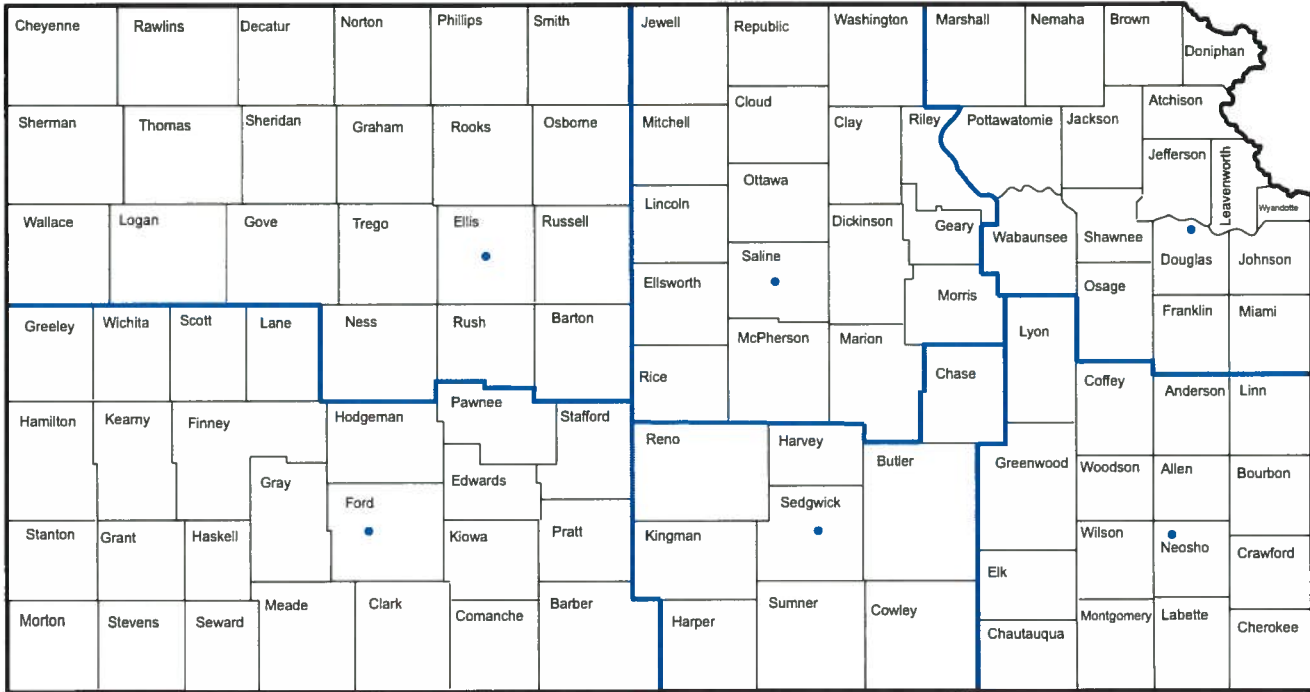 Cheyenne
Rawlins
Decatur
Norton
Phillips
Smith
Jewell
Republic
Washington
Marshall
Nemaha
Brown
Doniphan
Sherman
Thomas
Sheridan
Graham
Rooks
Osborne
Mitchell
Cloud
Clay
Riley
Pottawatomie
Jackson
Atchison
Jefferson
Leavenworth
Wyandotte
Wallace
Logan
Gove
Trego
Ellis
Russell
Lincoln
Ottawa
Dickinson
Geary
Wabaunsee
Shawnee
Douglas
Johnson
Ellsworth
Saline
Morris
Osage
Franklin
Miami
Greeley
Wichita
Scott
Lane
Ness
Rush
Barton
Rice
McPherson
Marion
Chase
Lyon
Coffey
Anderson
Linn
Hamilton
Kearny
Finney
Hodgeman
Pawnee
Stafford
Reno
Harvey
Butler
Greenwood
Woodson
Allen
Bourbon
Gray
Ford
Edwards
Sedgwick
Stanton
Grant
Haskell
Kiowa
Pratt
Kingman
Elk
Wilson
Neosho
Crawford
Morton
Stevens
Seward
Meade
Clark
Comanche
Barber
Harper
Sumner
Cowley
Chautauqua
Montgomery
Labette
Cherokee